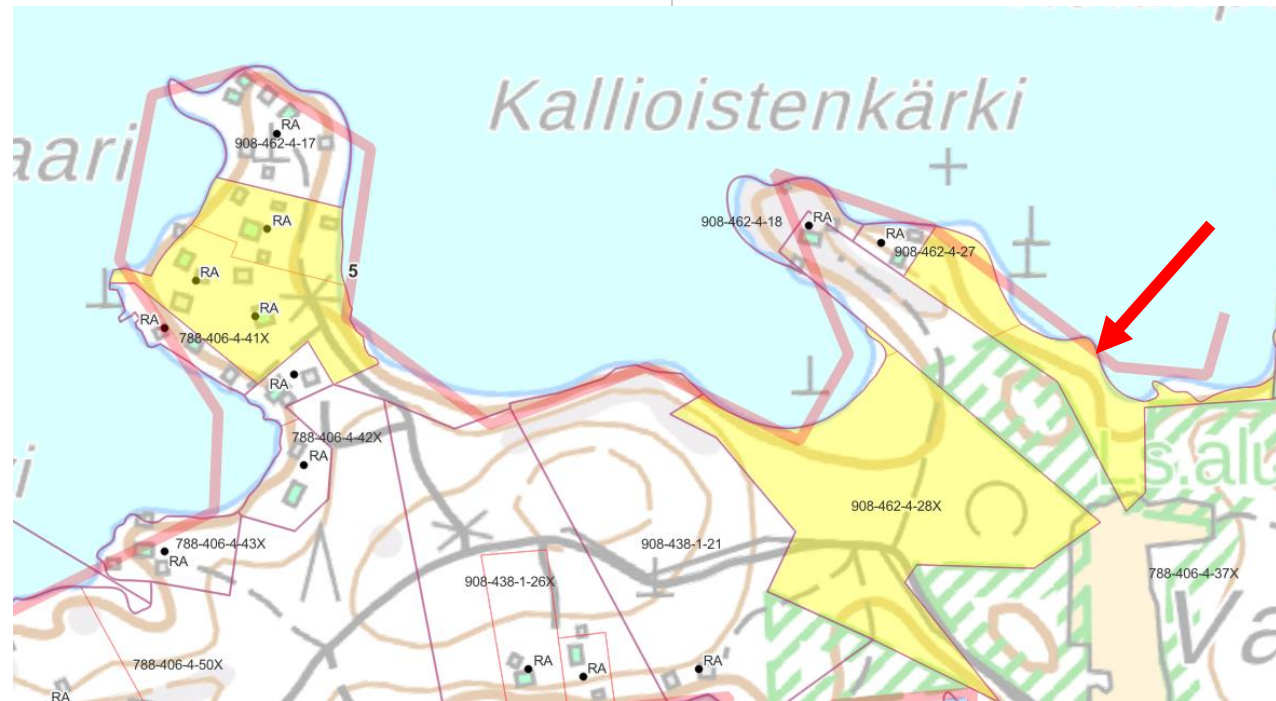 Kallioistenkärki
aari
RA
908-462-4-17
RA
908-462-4-18
RA
RA
908-462-4-27
5
RA
RA
RA
788-406-4-41X
RA
788-406-4-42X
RA
Ls.alu
908-462-4-28X
788-406-4-43X
RA
908-438-1-21
788-406-4-37X
908-438-1-26X
Va
788-406-4-50X
RA
RA
RA
RA